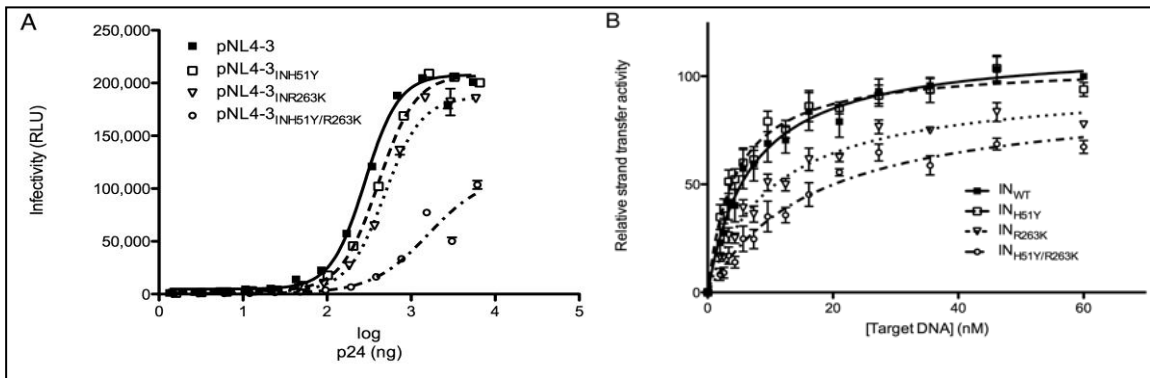 A
Infectivity (RLU)
250,000
200,000
150,000
100,000
50,000
0
pNL4-3
pNL4-3INH51Y
pNL4-3INR263K
pNL4-3INH51Y/R263K
0 1 2 3 4 5
log
p24 (ng)
B
Relative strand transfer activity
100
50
0
INWT
INH51Y
INR263K
INH51Y/R263K
0 20 40 60
[Target DNA] (nM)